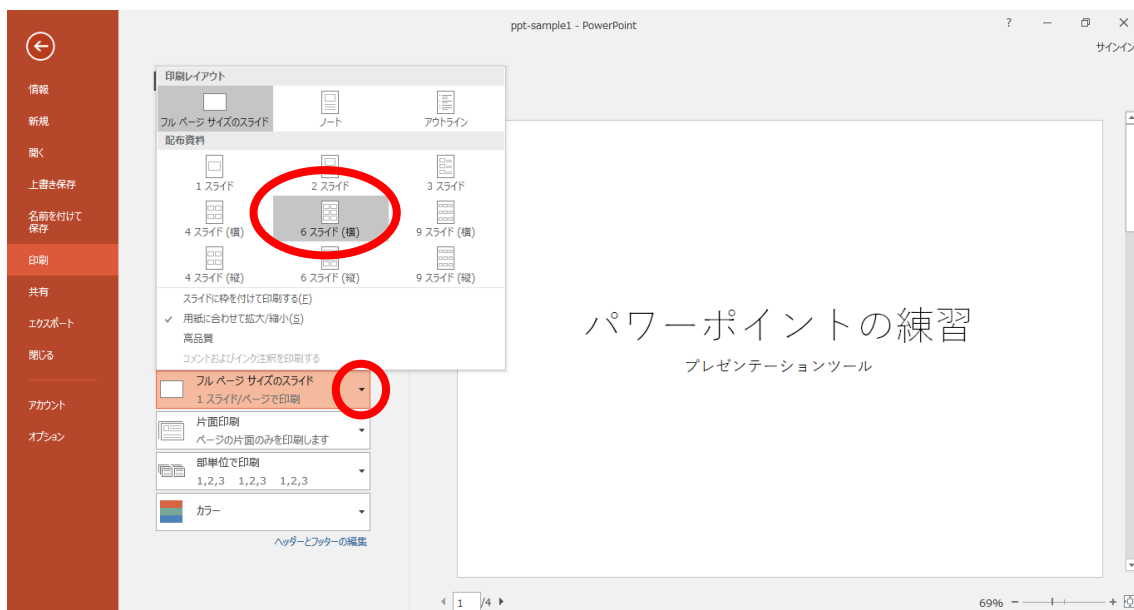 ppt-sample1 - PowerPoint
?
サインイン
情報
新規
開く
上書き保存
名前を付けて
保存
印刷
共有
エクスポート
閉じる
アカウント
オプション
印刷レイアウト
フル ページ サイズのスライド
ノート
アウトライン
配布資料
1 スライド
2 スライド
3 スライド
4 スライド (横)
6 スライド (横)
9 スライド (横)
4 スライド (縦)
6 スライド (縦)
9 スライド (縦)
スライドに枠を付けて印刷する(F)
✓ 用紙に合わせて拡大/縮小(S)
高品質
コメントおよびインク注釈を印刷する
フル ページ サイズのスライド
1 スライド/ページで印刷
片面印刷
ページの片面のみを印刷します
部単位で印刷
1,2,3 1,2,3 1,2,3
カラー
ヘッダーとフッターの編集
パワーポイントの練習
プレゼンテーションツール
1 /4
69% − +